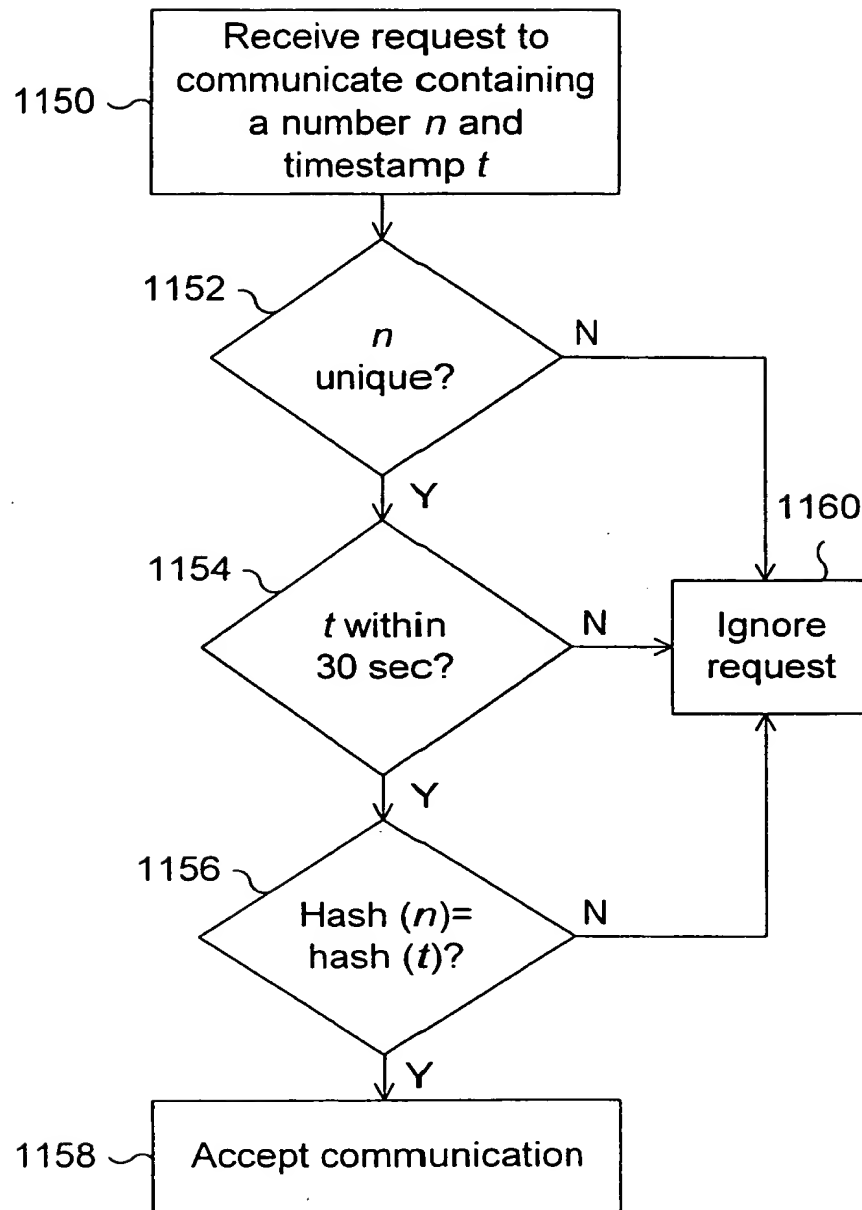 Receive request to
communicate containing
a number n and
timestamp t
1150
1152
n
unique?
N
Y
1160
1154
t within
30 sec?
N
Ignore
request
Y
1156
Hash (n)=
hash (t)?
N
Y
1158
Accept communication